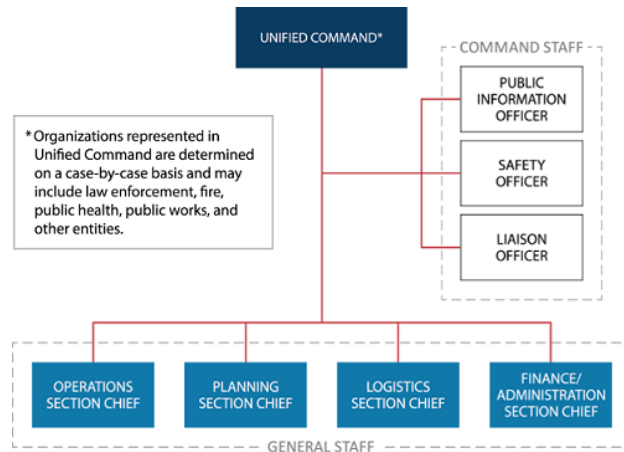 UNIFIED COMMAND*
COMMAND STAFF
PUBLIC
INFORMATION
OFFICER
SAFETY
OFFICER
LIAISON
OFFICER
*Organizations represented in
Unified Command are determined
on a case-by-case basis and may
include law enforcement, fire,
public health, public works, and
other entities.
OPERATIONS
SECTION CHIEF
PLANNING
SECTION CHIEF
LOGISTICS
SECTION CHIEF
FINANCE/
ADMINISTRATION
SECTION CHIEF
GENERAL STAFF